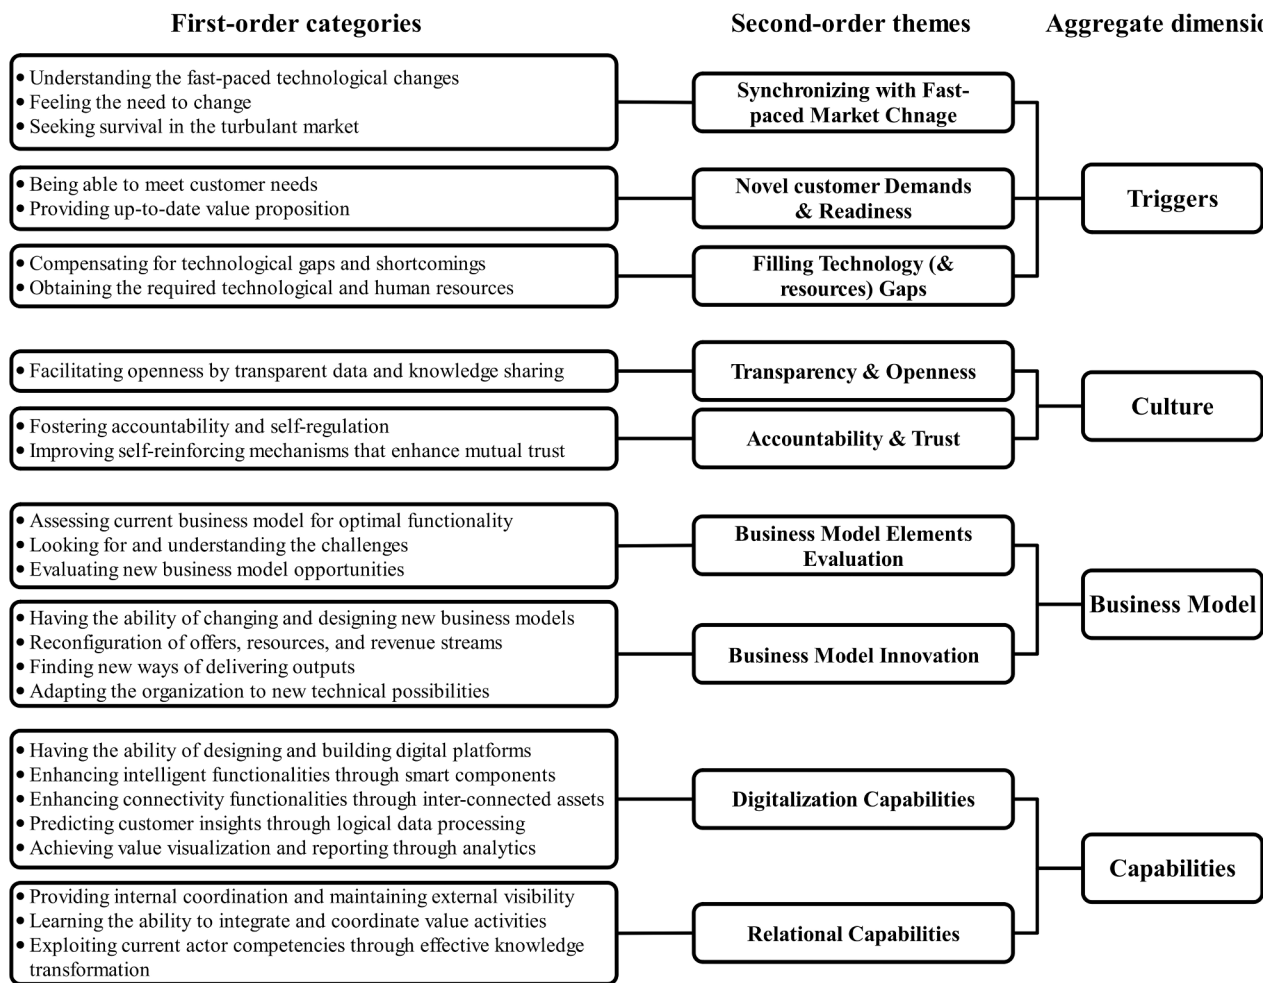 First-order categories
Second-order themes
Aggregate dimensio
• Understanding the fast-paced technological changes
• Feeling the need to change
• Seeking survival in the turbulant market
Synchronizing with Fast-
paced Market Chnage
• Being able to meet customer needs
• Providing up-to-date value proposition
Novel customer Demands
& Readiness
Triggers
• Compensating for technological gaps and shortcomings
• Obtaining the required technological and human resources
Filling Technology (&
resources) Gaps
• Facilitating openness by transparent data and knowledge sharing
Transparency & Openness
Culture
• Fostering accountability and self-regulation
• Improving self-reinforcing mechanisms that enhance mutual trust
Accountability & Trust
• Assessing current business model for optimal functionality
• Looking for and understanding the challenges
• Evaluating new business model opportunities
Business Model Elements
Evaluation
Business Model
• Having the ability of changing and designing new business models
• Reconfiguration of offers, resources, and revenue streams
• Finding new ways of delivering outputs
• Adapting the organization to new technical possibilities
Business Model Innovation
• Having the ability of designing and building digital platforms
• Enhancing intelligent functionalities through smart components
• Enhancing connectivity functionalities through inter-connected assets
• Predicting customer insights through logical data processing
• Achieving value visualization and reporting through analytics
Digitalization Capabilities
Capabilities
• Providing internal coordination and maintaining external visibility
• Learning the ability to integrate and coordinate value activities
• Exploiting current actor competencies through effective knowledge
transformation
Relational Capabilities